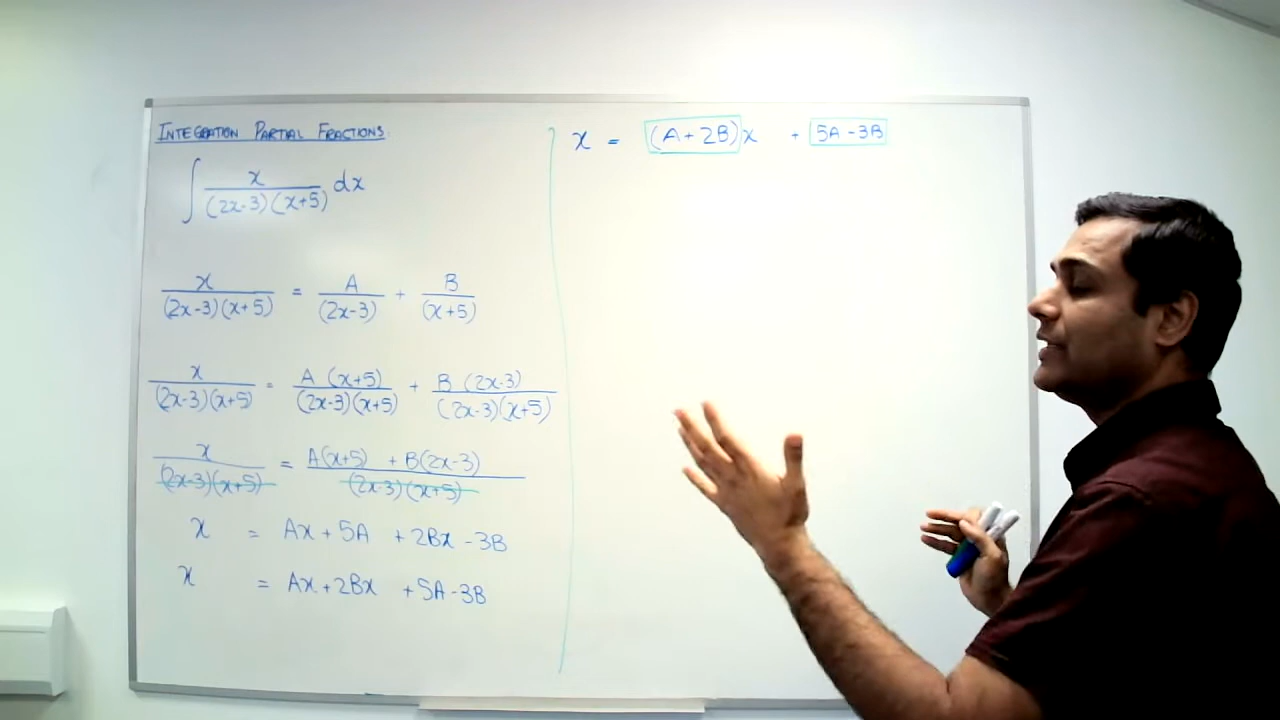 INTEGRATION PARTIAL FRACTIONS.
∫ x / (2x-3)(x+5) dx
x / (2x-3)(x+5) = A / (2x-3) + B / (x+5)
x / (2x-3)(x+5) = A (x+5) / (2x-3)(x+5) + B (2x-3) / (2x-3)(x+5)
x / (2x-3)(x+5) = A(x+5) + B(2x-3) / (2x-3)(x+5)
x = Ax + 5A + 2Bx - 3B
x = Ax + 2Bx + 5A - 3B
x = (A + 2B)x + 5A - 3B